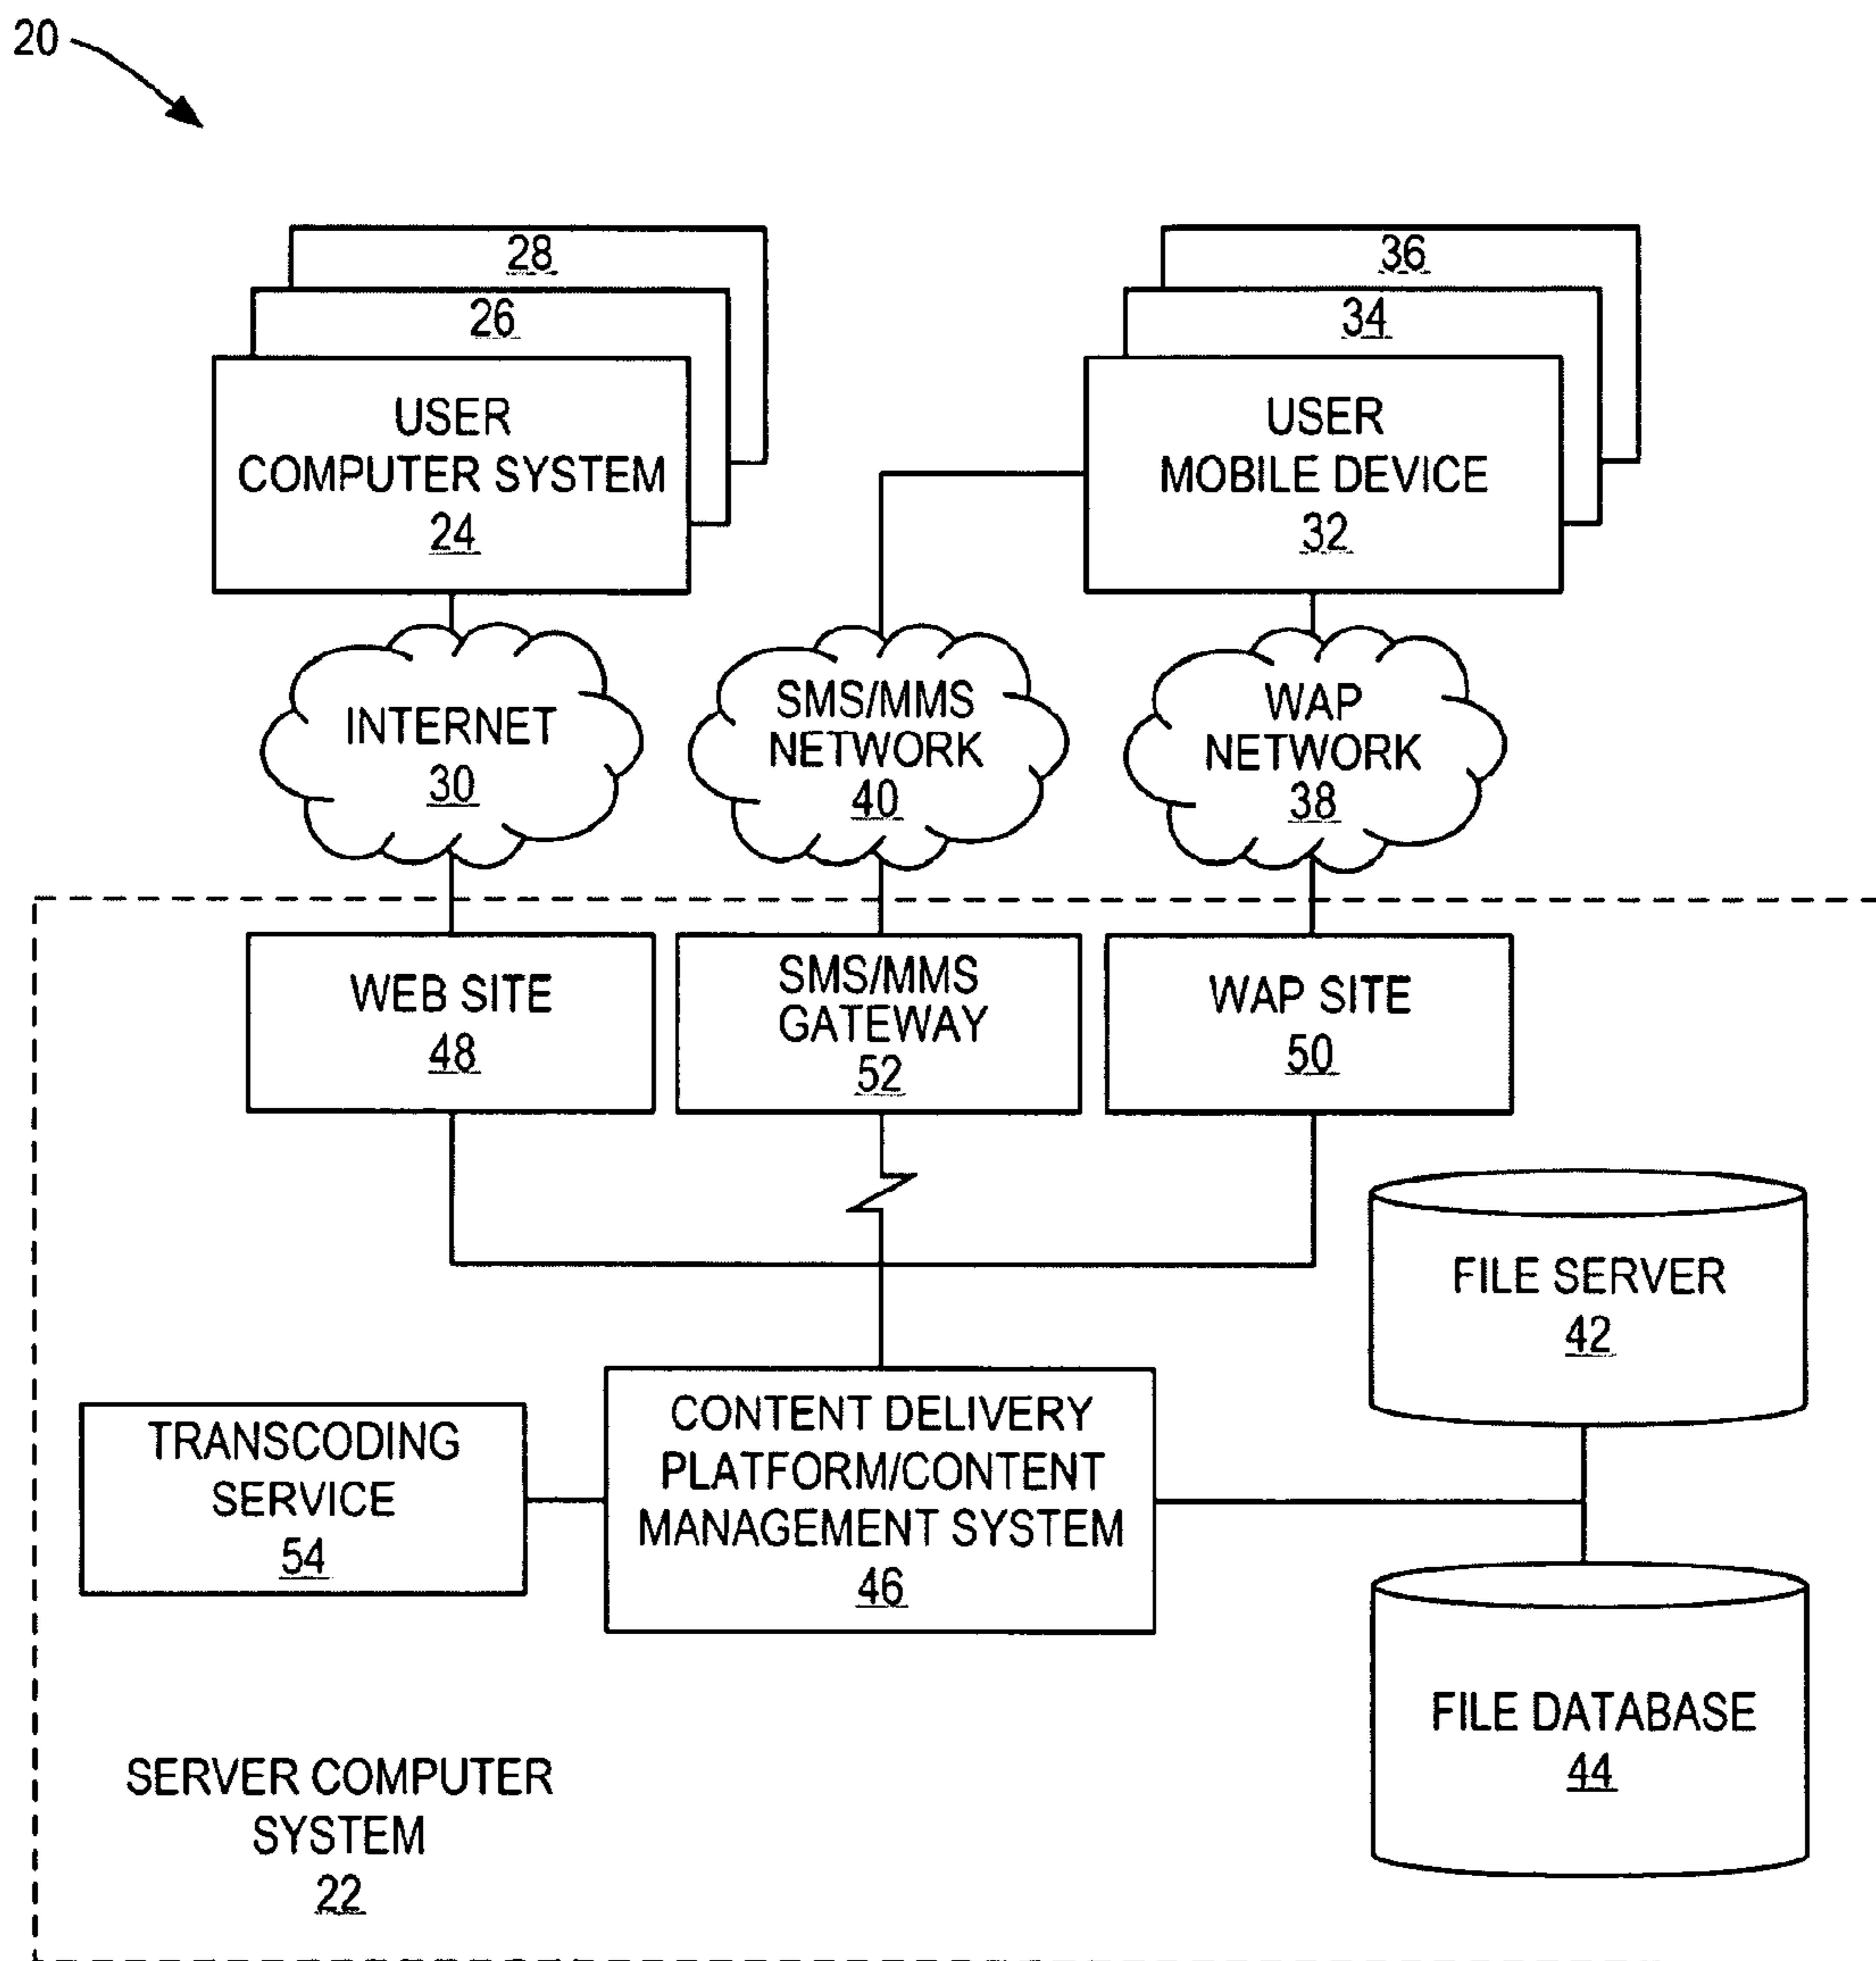 20
28
26
USER
COMPUTER SYSTEM
24
36
34
USER
MOBILE DEVICE
32
INTERNET
30
SMS/MMS
NETWORK
40
WAP
NETWORK
38
WEB SITE
48
SMS/MMS
GATEWAY
52
WAP SITE
50
FILE SERVER
42
TRANSCODING
SERVICE
54
CONTENT DELIVERY
PLATFORM/CONTENT
MANAGEMENT SYSTEM
46
FILE DATABASE
44
SERVER COMPUTER
SYSTEM
22